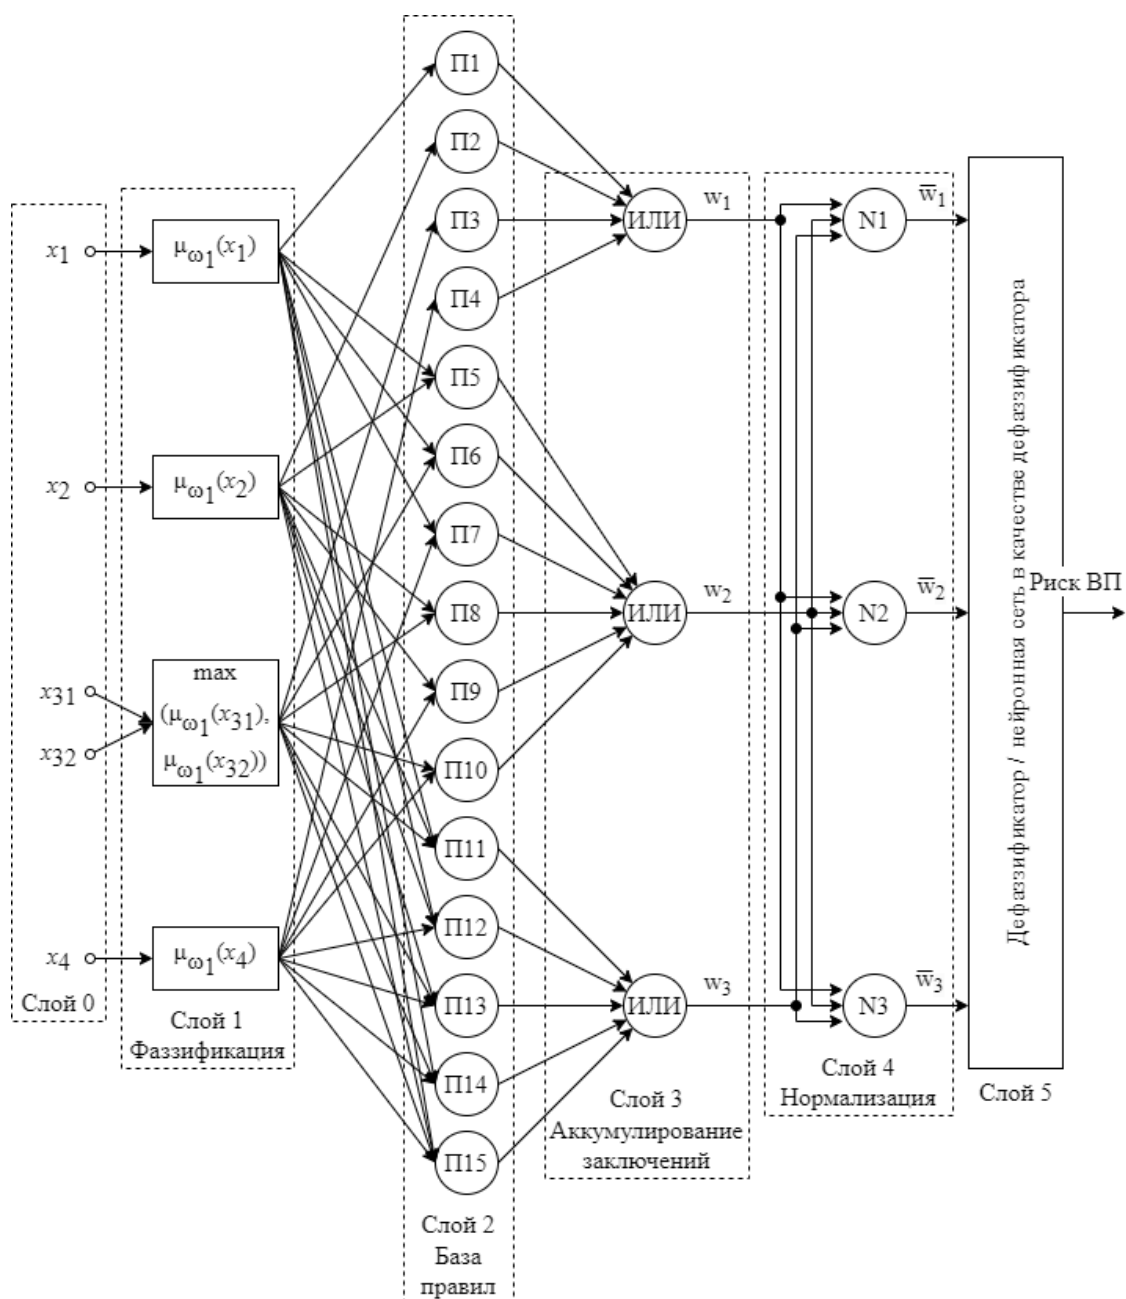 x1
x2
x31
x32
x4
Слой 0
μω1(x1)
μω1(x2)
max
(μω1(x31),
μω1(x32))
μω1(x4)
Слой 1
Фаззификация
П1
П2
П3
П4
П5
П6
П7
П8
П9
П10
П11
П12
П13
П14
П15
Слой 2
База
правил
ИЛИ
w1
ИЛИ
w2
ИЛИ
w3
Слой 3
Аккумулирование
заключений
N1
w̅1
N2
w̅2
N3
w̅3
Слой 4
Нормализация
Дефаззификатор / нейронная сеть в качестве дефаззификатора
Слой 5
Риск ВП